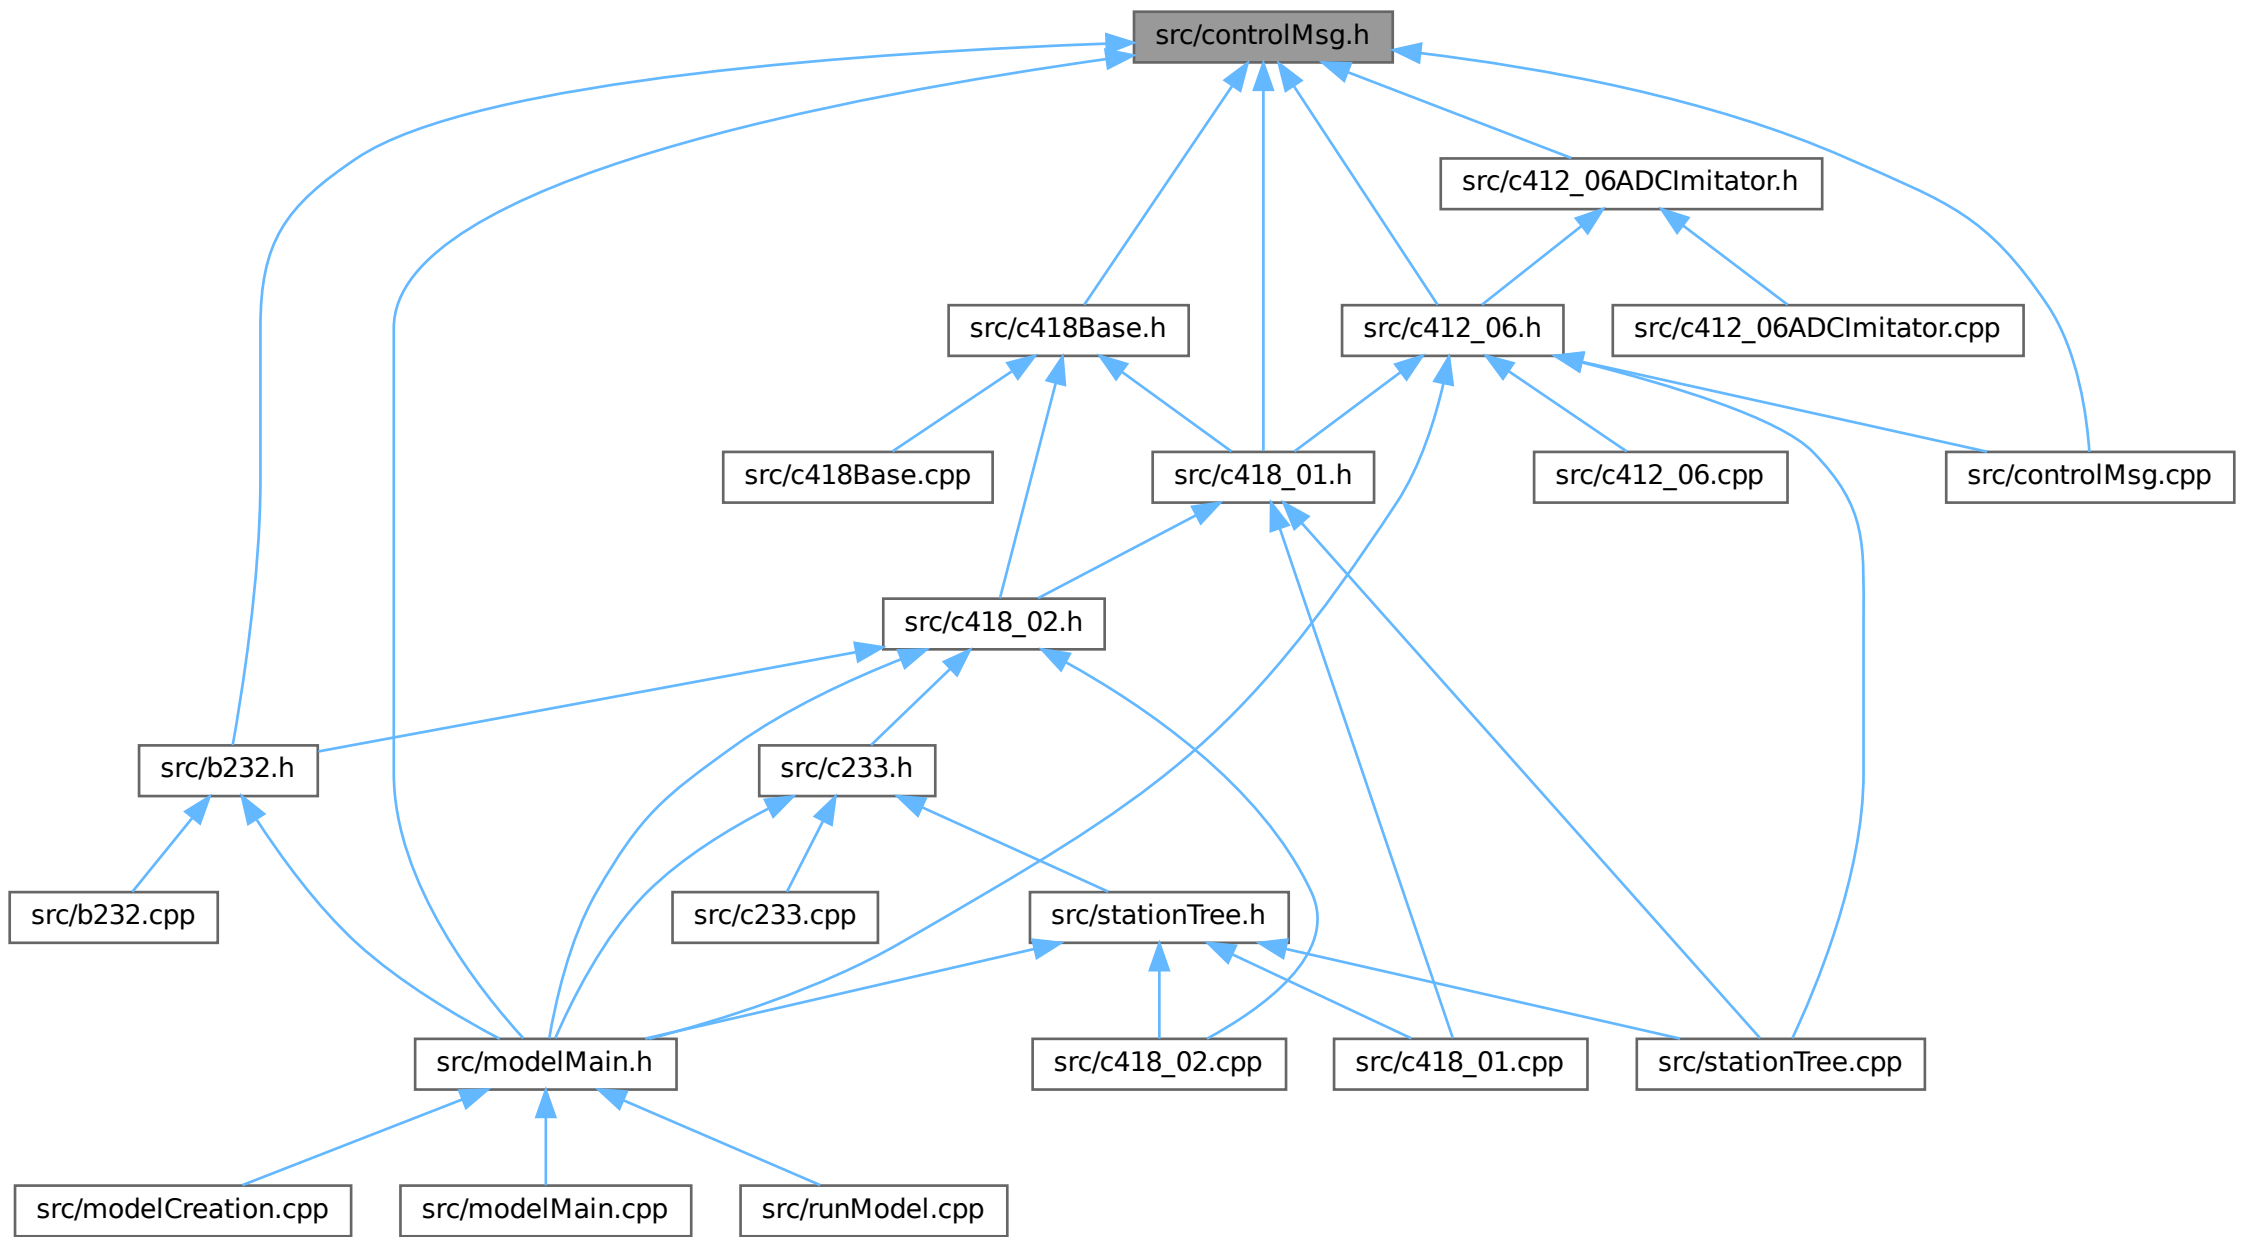 src/controlMsg.h
src/c412_06ADCImitator.h
src/c418Base.h
src/c412_06.h
src/c412_06ADCImitator.cpp
src/c418Base.cpp
src/c418_01.h
src/c412_06.cpp
src/controlMsg.cpp
src/c418_02.h
src/b232.h
src/c233.h
src/b232.cpp
src/c233.cpp
src/stationTree.h
src/modelMain.h
src/c418_02.cpp
src/c418_01.cpp
src/stationTree.cpp
src/modelCreation.cpp
src/modelMain.cpp
src/runModel.cpp